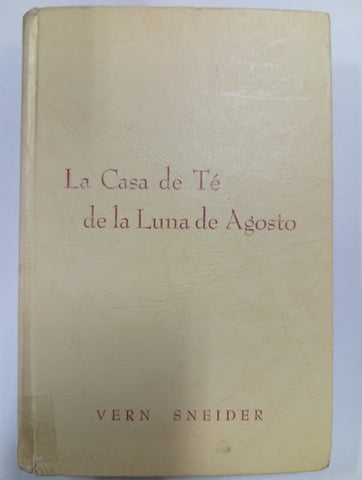 La Casa de Té
de la Luna de Agosto
VERN SNEIDER